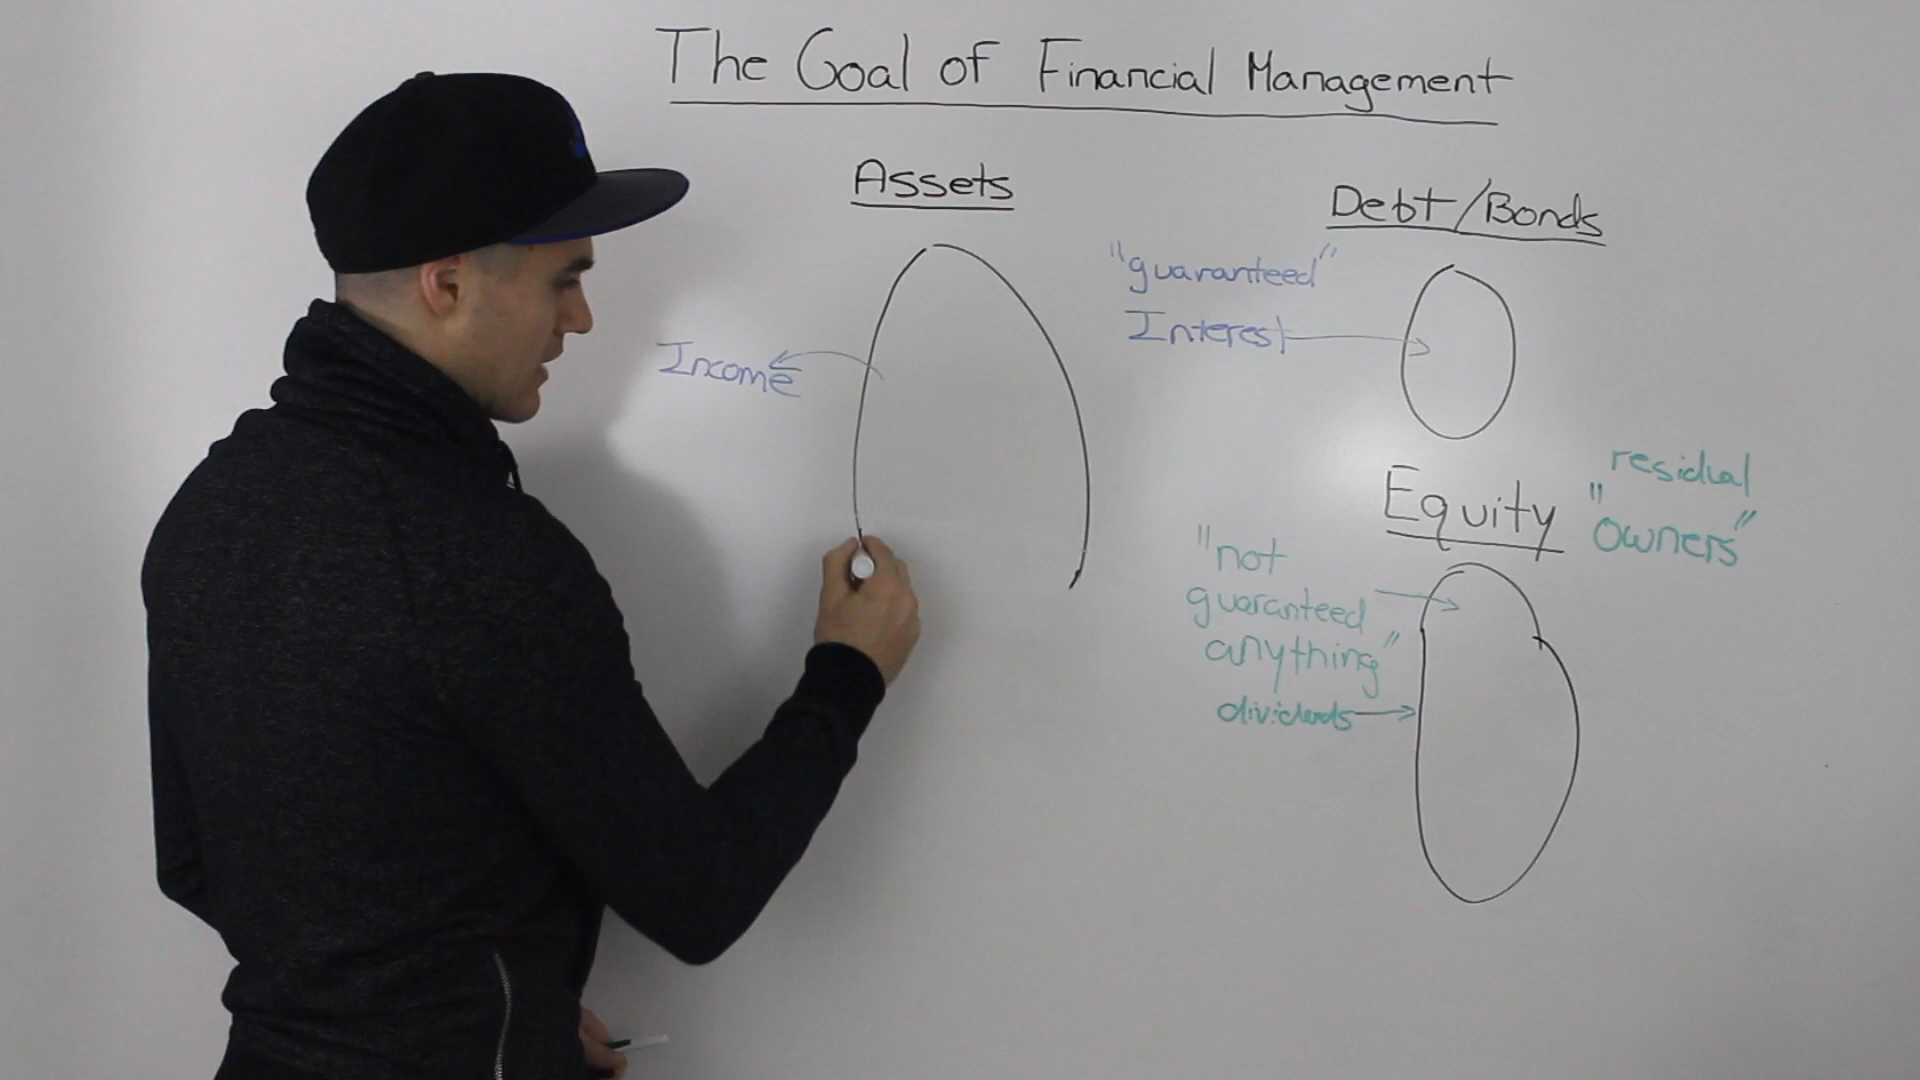 The Goal of Financial Management
Assets
Income
Debt/Bonds
"guaranteed"
Interest
Equity
residual
"owners"
"not
guaranteed
anything"
dividends